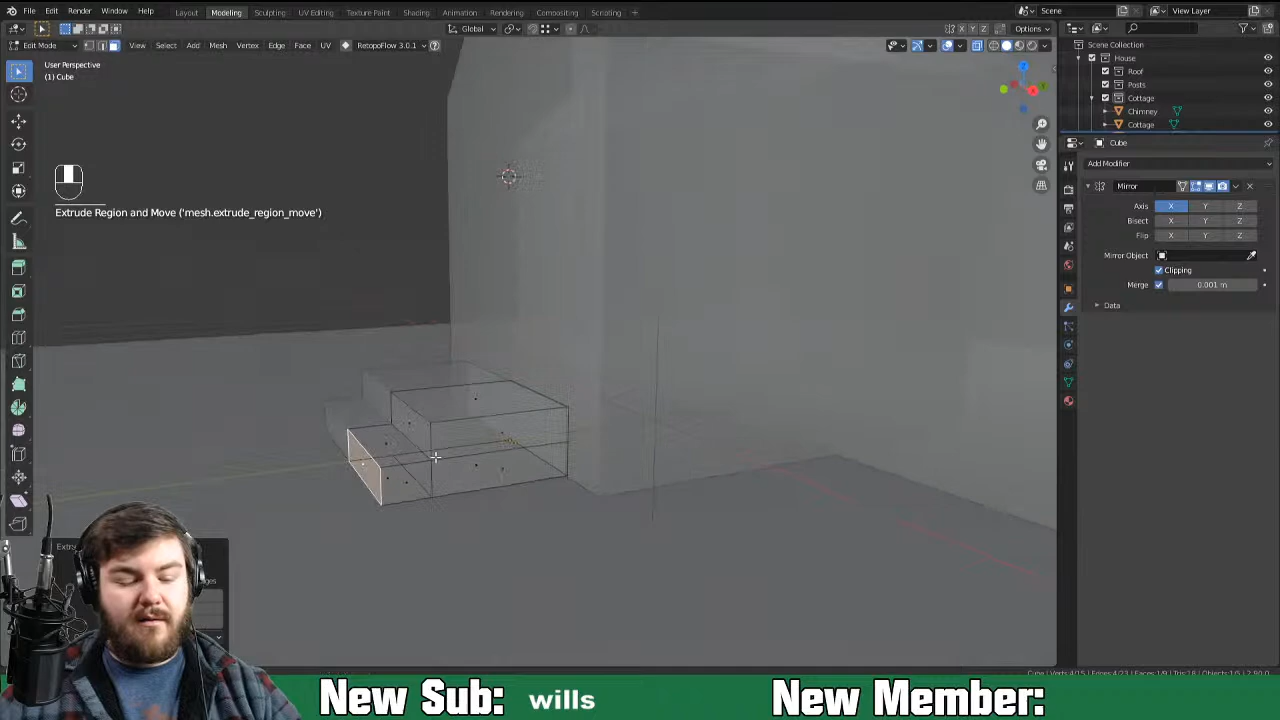 File Edit Render Window Help Layout Modeling Sculpting UV Editing Texture Paint Shading Animation Rendering Compositing Scripting + Scene View Layer
Global Options
Edit Mode View Select Add Mesh Vertex Edge Face UV RetopoFlow 3.0.1
User Perspective
(1) Cube
Extrude Region and Move ('mesh.extrude_region_move')
Scene Collection
House
Roof
Posts
Cottage
Chimney
Cottage
Cube
Add Modifier
Mirror
Axis X Y Z
Bisect X Y Z
Flip X Y Z
Mirror Object
Clipping
Merge 0.001 m
Data
New Sub: wills New Member: